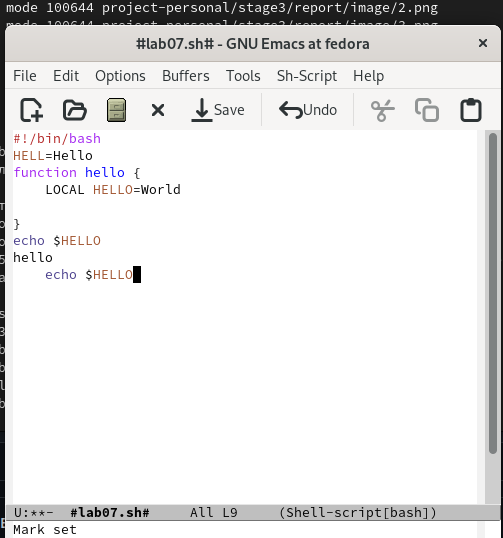 mode 100644 project-personal/stage3/report/image/2.png
#lab07.sh# - GNU Emacs at fedora
File Edit Options Buffers Tools Sh-Script Help
Save Undo
#!/bin/bash
HELL=Hello
function hello {
    LOCAL HELLO=World
}
echo $HELLO
hello
    echo $HELLO
U:**-  #lab07.sh#    All L9    (Shell-script[bash])
Mark set